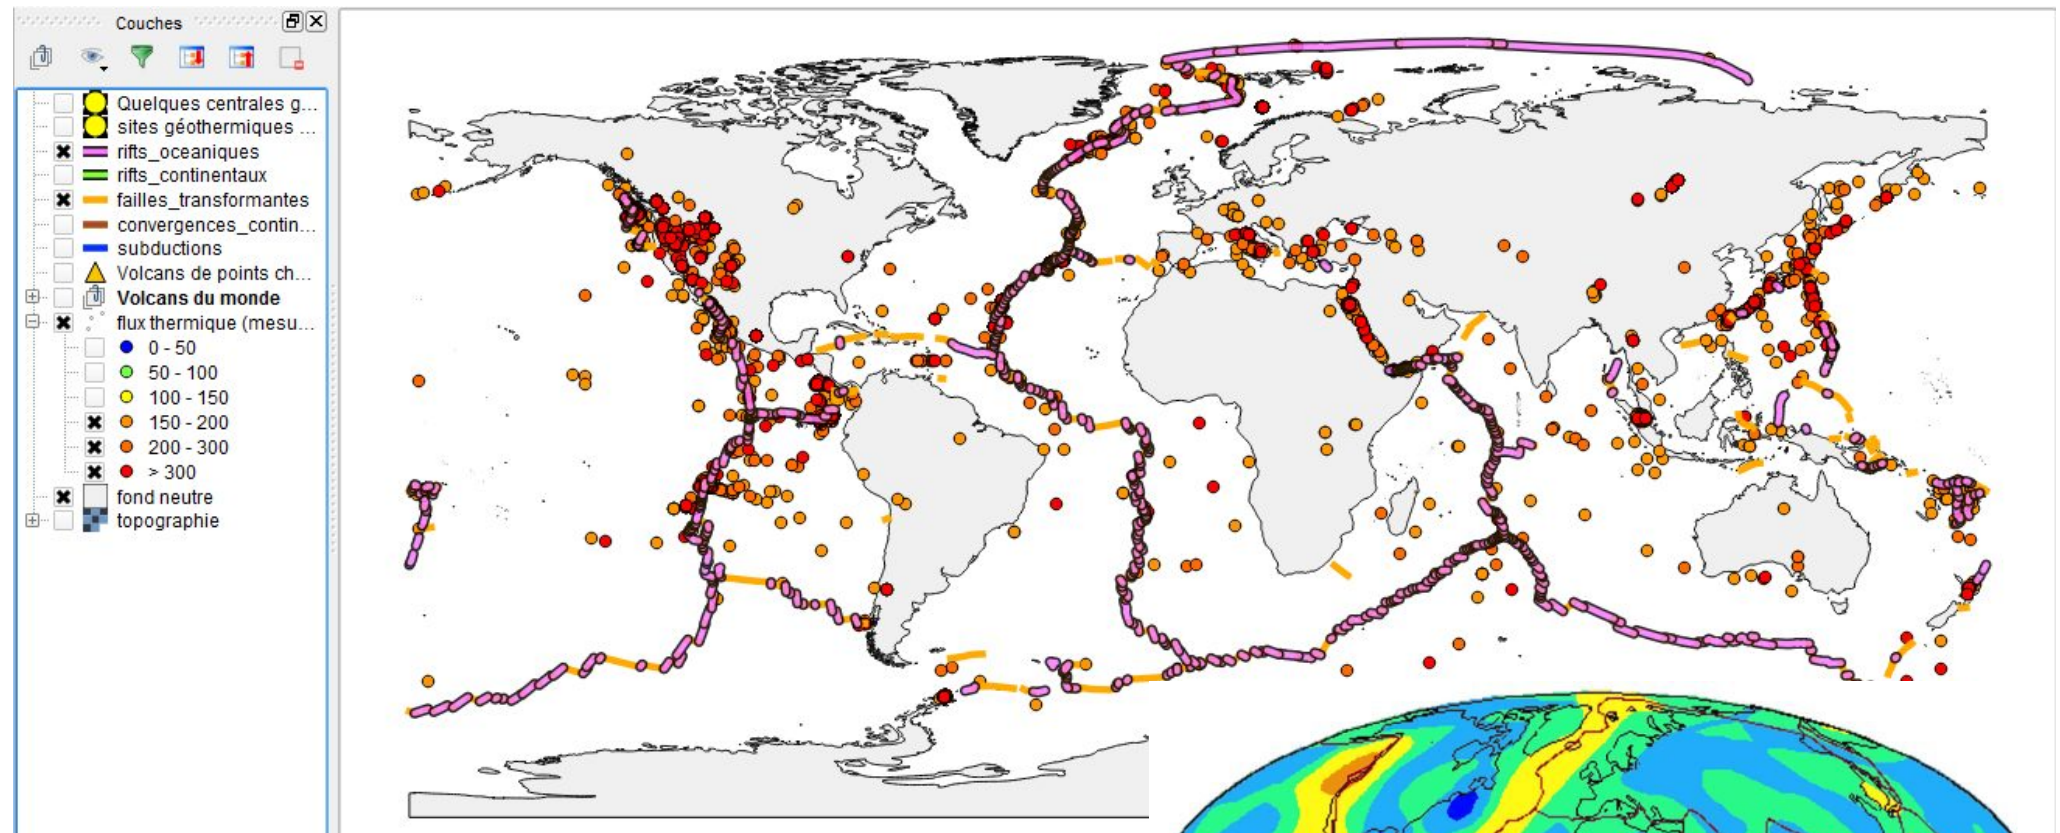 Couches
Quelques centrales g...
sites géothermiques ...
rifts_oceaniques
rifts_continentaux
failles_transformantes
convergences_contin...
subductions
Volcans de points ch...
Volcans du monde
flux thermique (mesu...
0 - 50
50 - 100
100 - 150
150 - 200
200 - 300
> 300
fond neutre
topographie